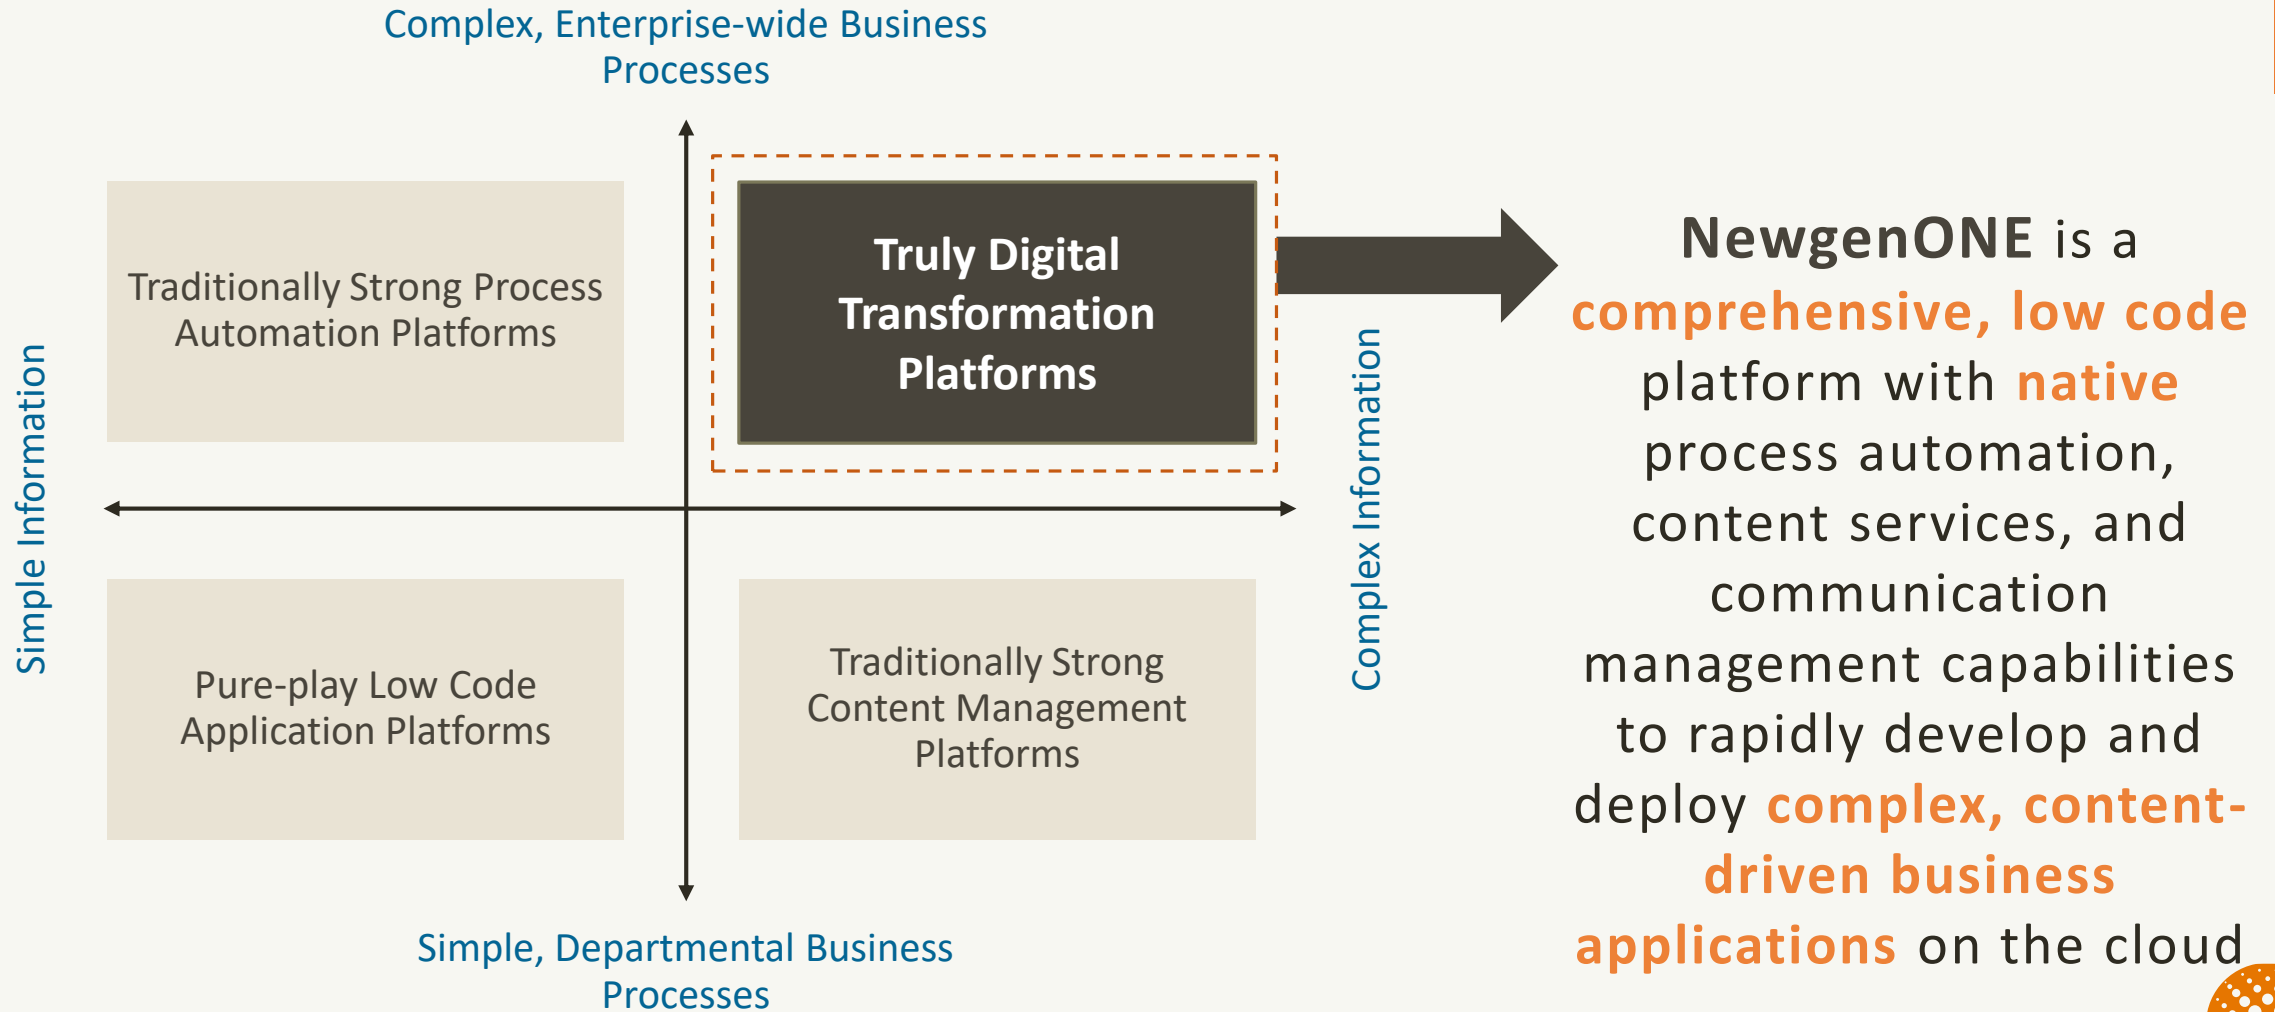 Complex, Enterprise-wide Business
Processes
Traditionally Strong Process
Automation Platforms
Truly Digital
Transformation
Platforms
Simple Information
Complex Information
Pure-play Low Code
Application Platforms
Traditionally Strong
Content Management
Platforms
Simple, Departmental Business
Processes
NewgenONE is a
comprehensive, low code
platform with native
process automation,
content services, and
communication
management capabilities
to rapidly develop and
deploy complex, content-
driven business
applications on the cloud